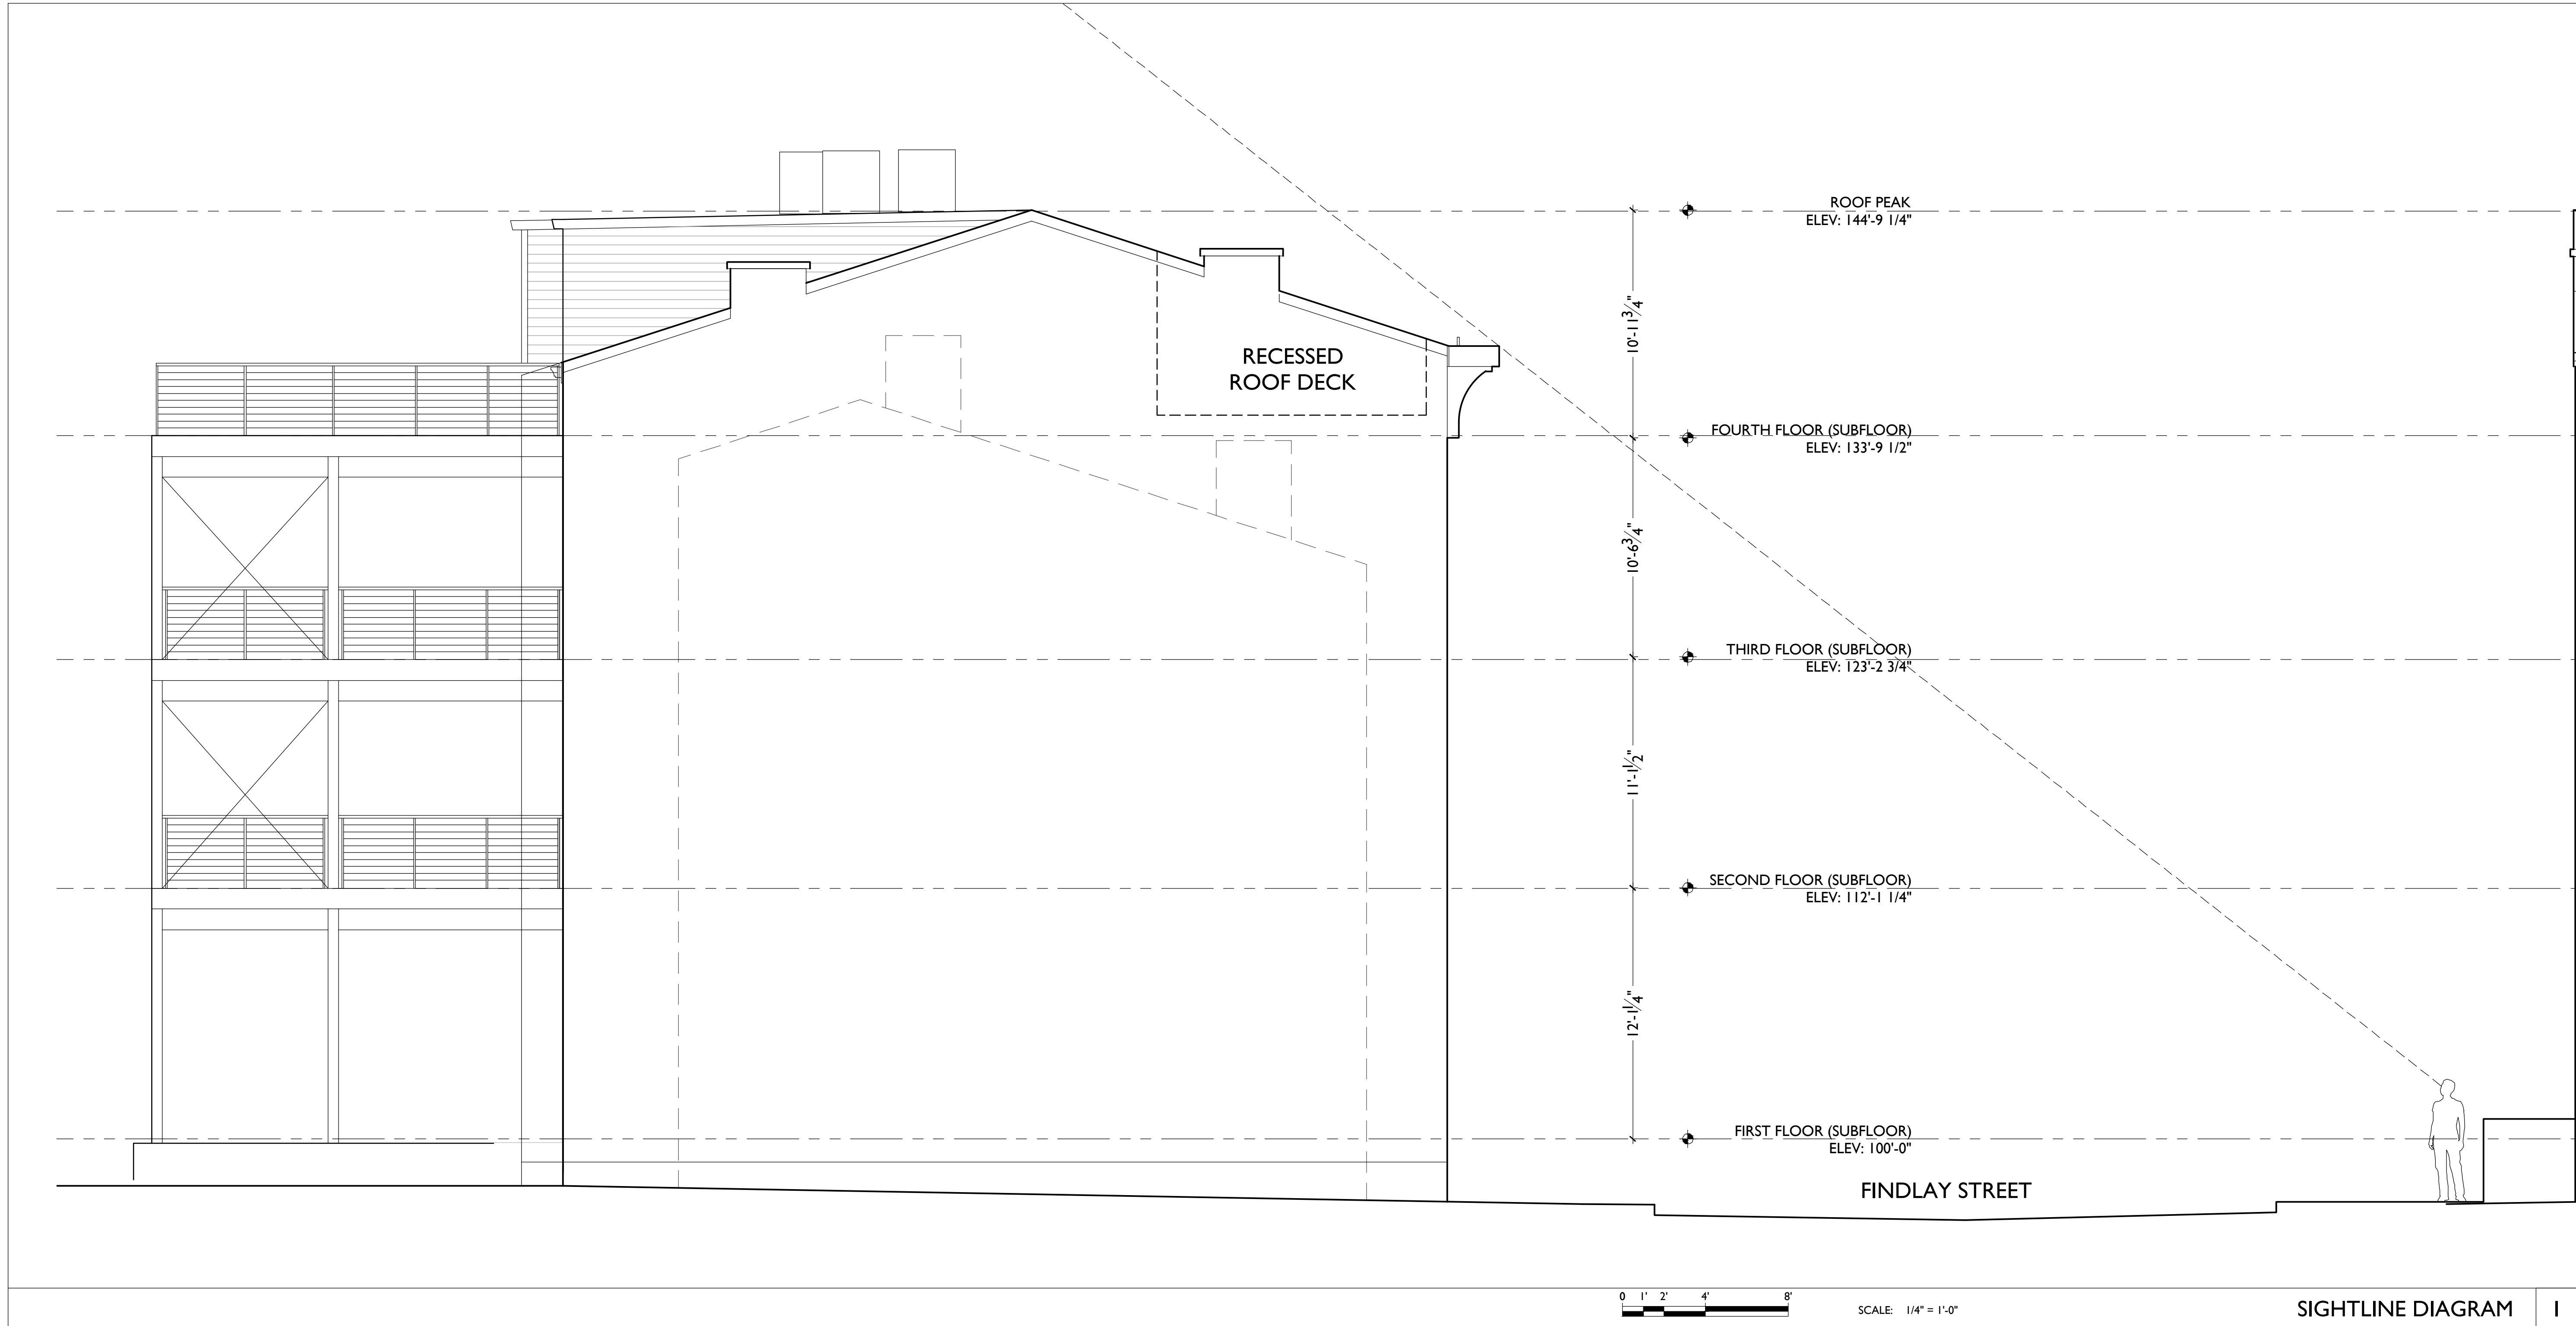 ROOF PEAK
ELEV: 144'-9 1/4"
10'-11 3/4"
RECESSED
ROOF DECK
FOURTH FLOOR (SUBFLOOR)
ELEV: 133'-9 1/2"
10'-6 3/4"
THIRD FLOOR (SUBFLOOR)
ELEV: 123'-2 3/4"
11'-1 1/2"
SECOND FLOOR (SUBFLOOR)
ELEV: 112'-1 1/4"
12'-1 1/4"
FIRST FLOOR (SUBFLOOR)
ELEV: 100'-0"
FINDLAY STREET
0 1' 2' 4' 8'
SCALE: 1/4" = 1'-0"
SIGHTLINE DIAGRAM 1